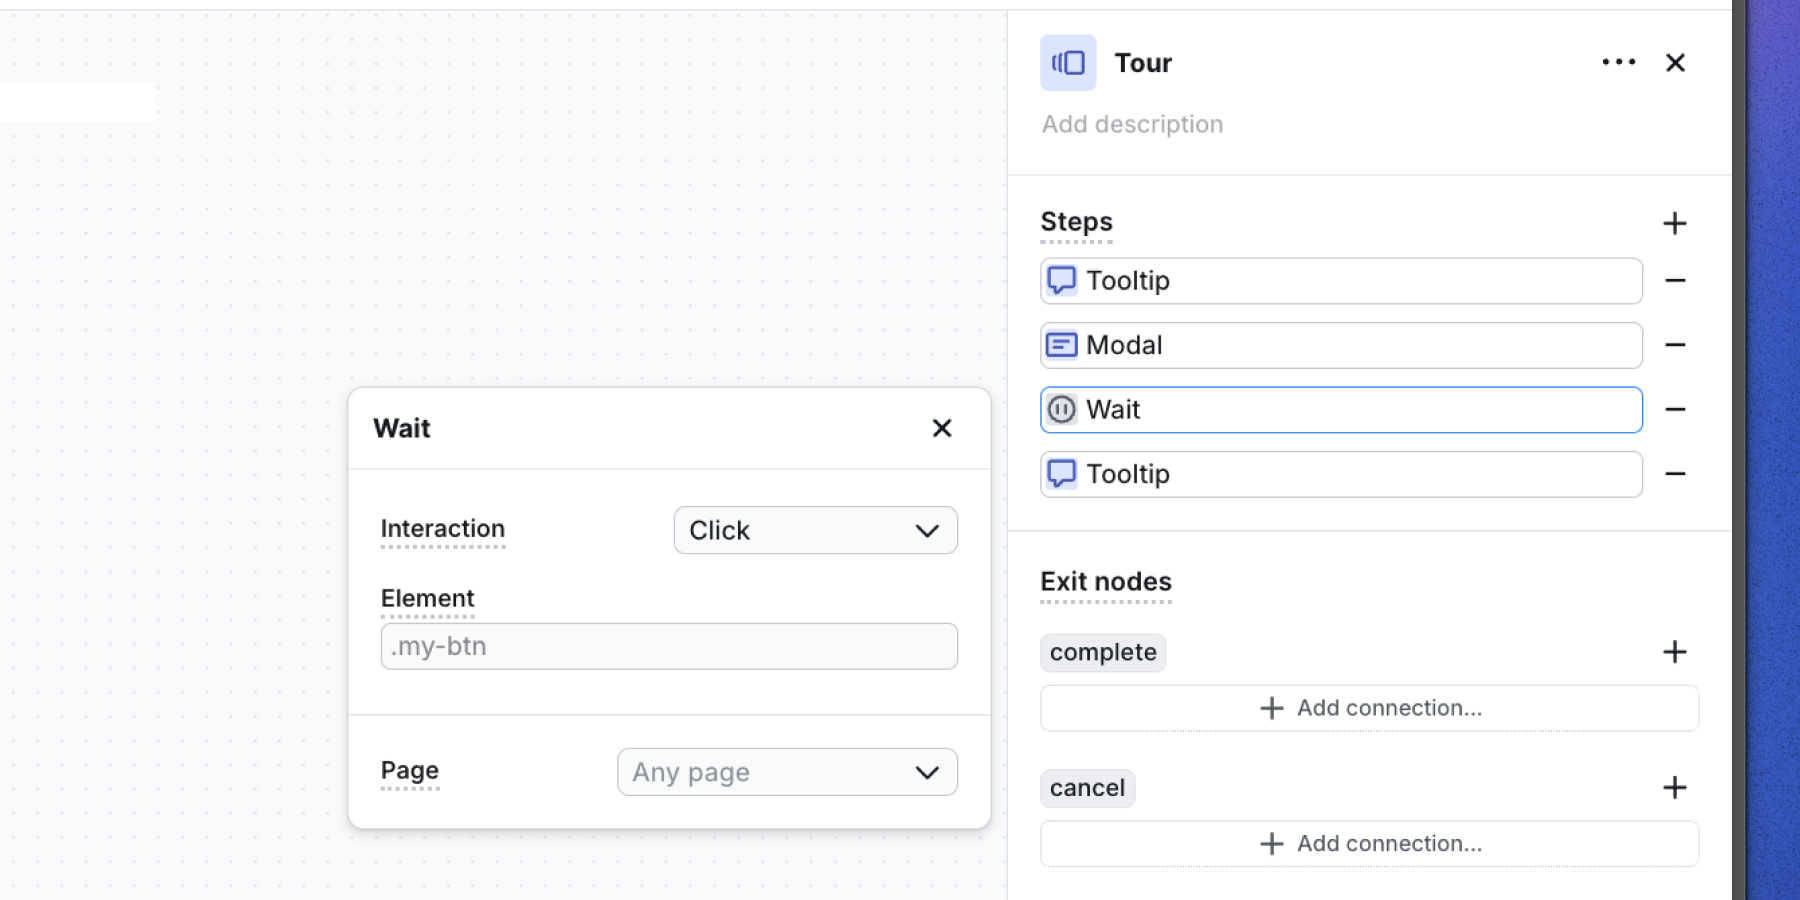 Tour
Add description
Steps
Tooltip
Modal
Wait
Tooltip
Exit nodes
complete
Add connection...
cancel
Add connection...
Wait
Interaction
Click
Element
.my-btn
Page
Any page